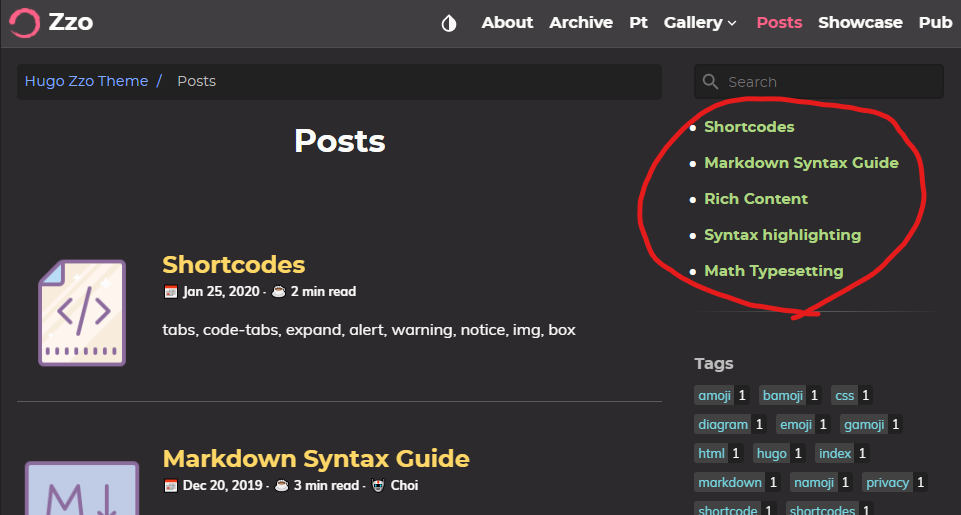 Zzo
About Archive Pt Gallery Posts Showcase Pub
Hugo Zzo Theme / Posts
Search
Posts
Shortcodes
Markdown Syntax Guide
Rich Content
Syntax highlighting
Math Typesetting
Shortcodes
Jan 25, 2020 · 2 min read
tabs, code-tabs, expand, alert, warning, notice, img, box
Markdown Syntax Guide
Dec 20, 2019 · 3 min read · Choi
M
Tags
amoji 1 bamoji 1 css 1
diagram 1 emoji 1 gamoji 1
html 1 hugo 1 index 1
markdown 1 namoji 1 privacy 1
shortcode 1 shortcodes 1